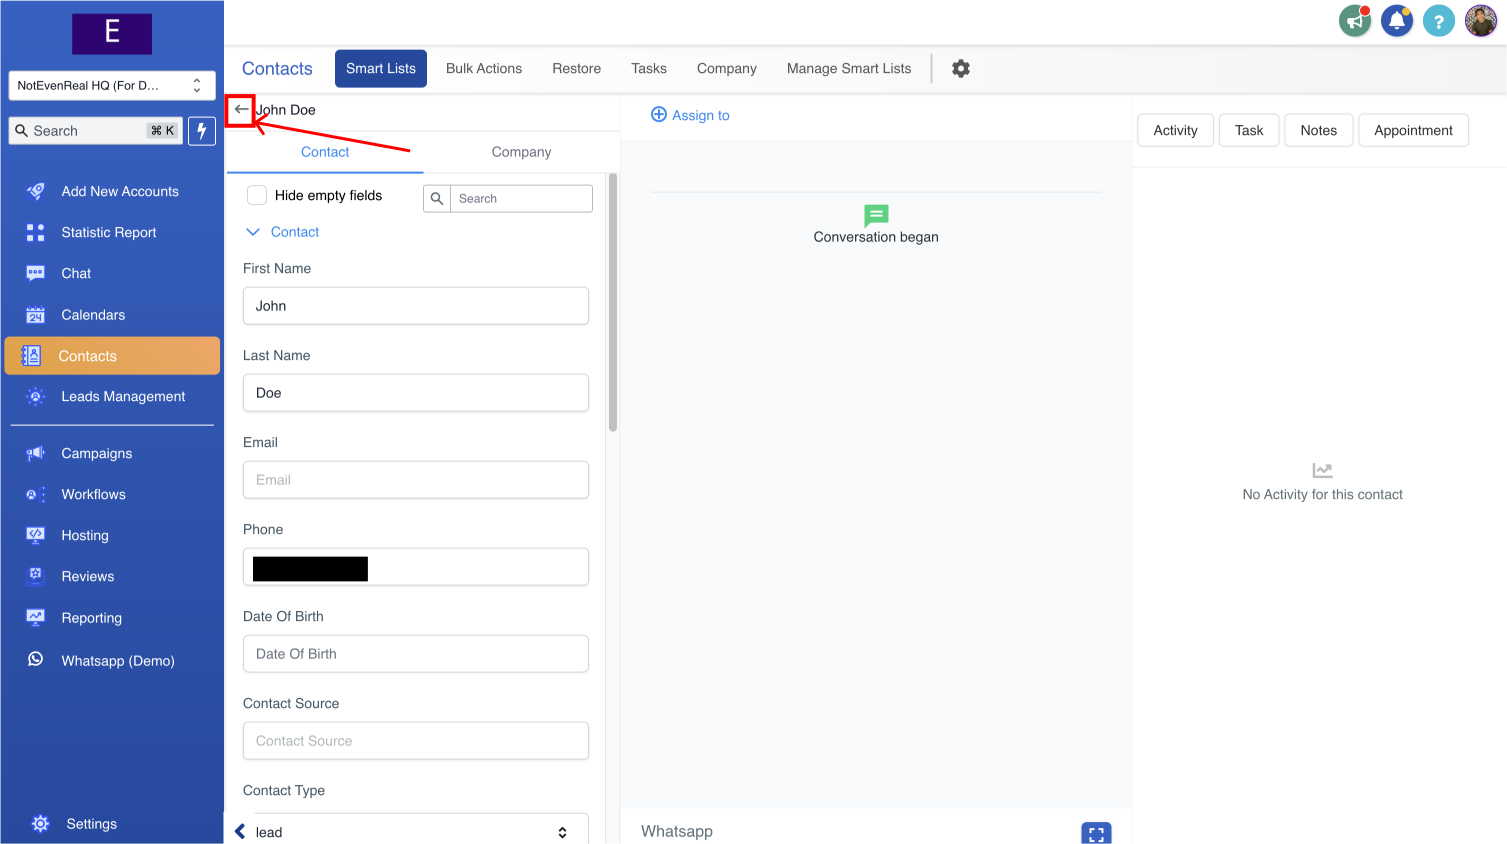 E
NotEvenReal HQ (For D...
Search ⌘ K
Add New Accounts
Statistic Report
Chat
24
Calendars
Contacts
Leads Management
Campaigns
Workflows
Hosting
Reviews
Reporting
Whatsapp (Demo)
Settings
?
Contacts Smart Lists Bulk Actions Restore Tasks Company Manage Smart Lists
John Doe
Contact Company
Hide empty fields Search
Contact
First Name
John
Last Name
Doe
Email
Email
Phone
Date Of Birth
Date Of Birth
Contact Source
Contact Source
Contact Type
lead
Assign to
Conversation began
Whatsapp
Activity Task Notes Appointment
No Activity for this contact